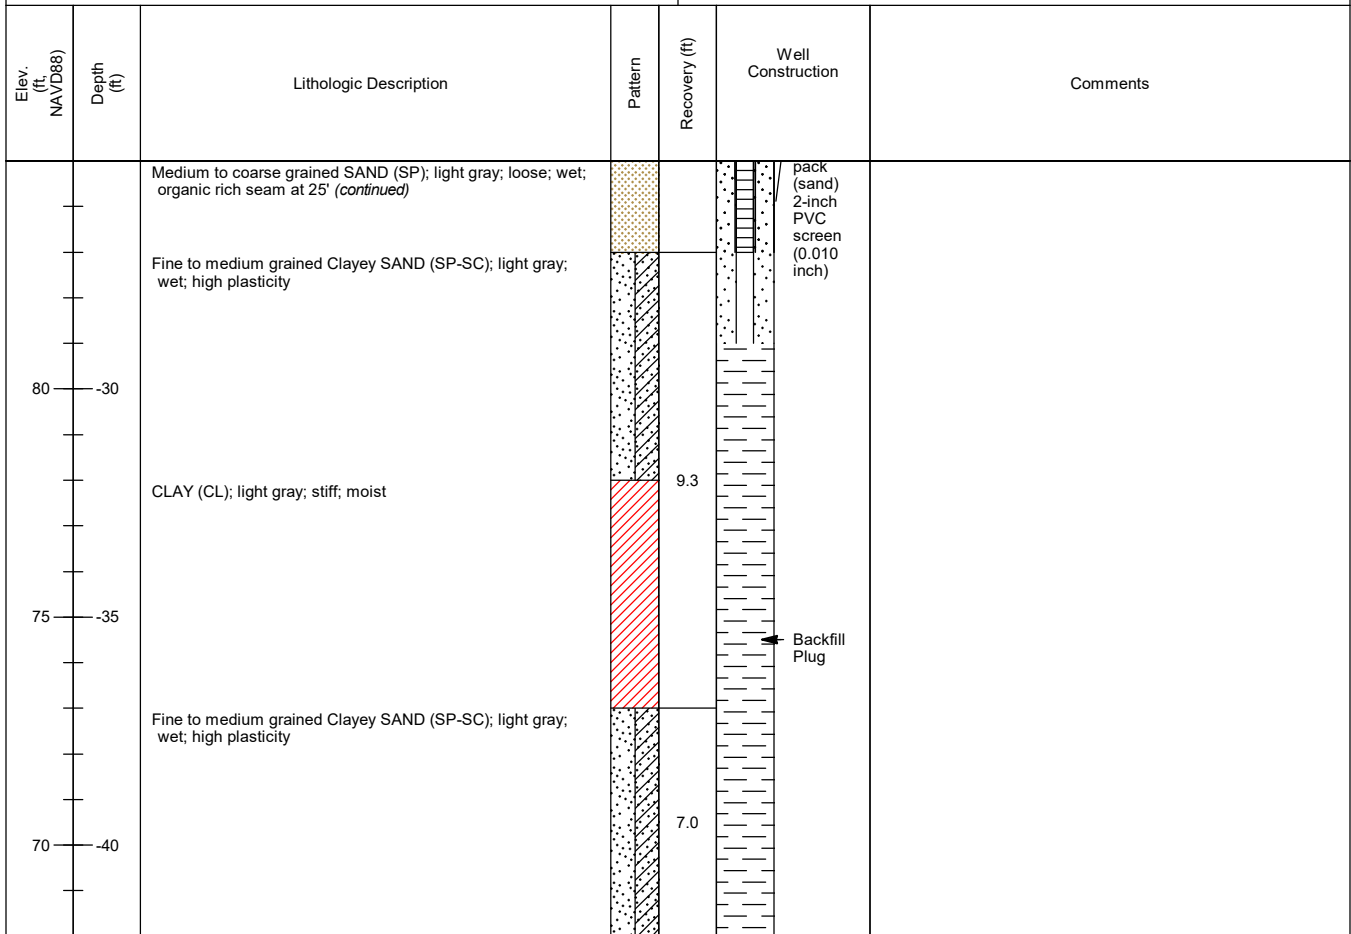 Elev.
(ft,
NAVD88)
Depth
(ft)
Lithologic Description
Pattern
Recovery (ft)
Well
Construction
Comments
Medium to coarse grained SAND (SP); light gray; loose; wet;
organic rich seam at 25' (continued)
pack
(sand)
2-inch
PVC
screen
(0.010
inch)
Fine to medium grained Clayey SAND (SP-SC); light gray;
wet; high plasticity
80
-30
CLAY (CL); light gray; stiff; moist
9.3
75
-35
Backfill
Plug
Fine to medium grained Clayey SAND (SP-SC); light gray;
wet; high plasticity
7.0
70
-40